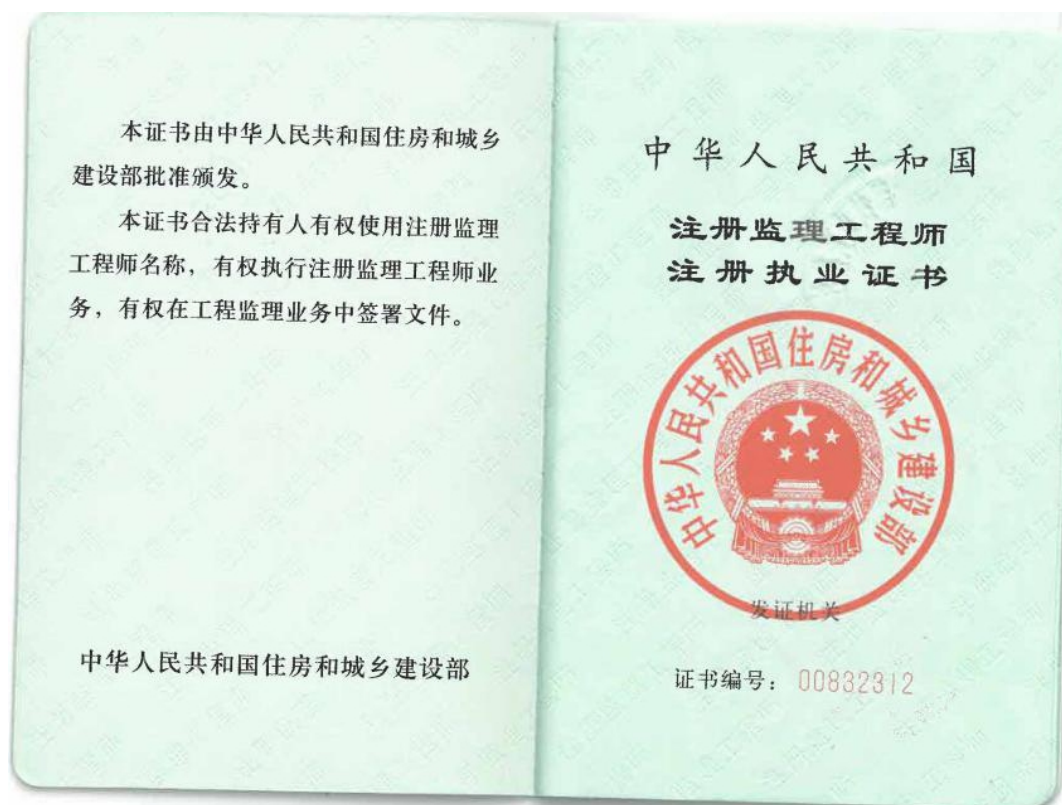 本证书由中华人民共和国住房和城乡
建设部批准颁发。
本证书合法持有人有权使用注册监理
工程师名称，有权执行注册监理工程师业
务，有权在工程监理业务中签署文件。
中华人民共和国住房和城乡建设部
中华人民共和国
注册监理工程师
注册执业证书
中华人民共和国住房和城乡建设部
发证机关
证书编号：00832312